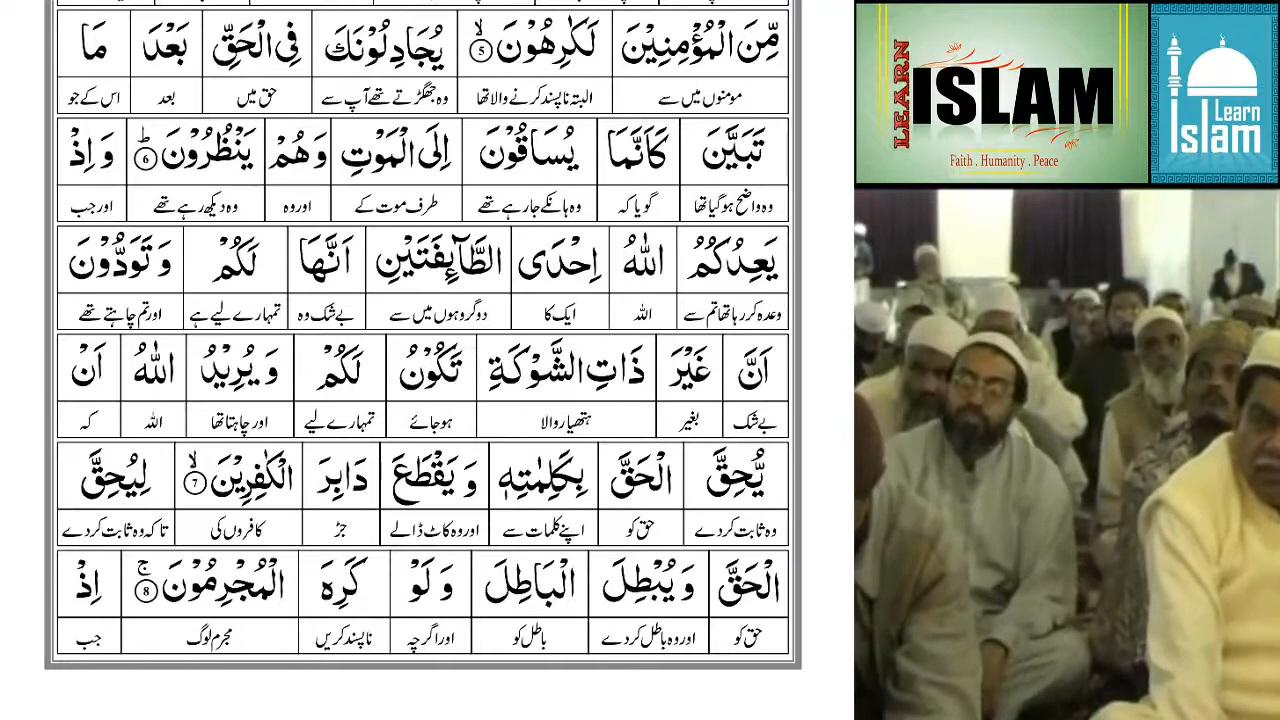 مِّنَ الْمُؤْمِنِيْنَ لَكٰرِهُوْنَ ۙ۵ يُجَادِلُوْنَكَ فِى الْحَقِّ بَعْدَ مَا
مومنوں میں سے البتہ ناپسند کرنے والا تھا وہ جھگڑتے تھے آپ سے حق میں بعد اس کے جو
تَبَيَّنَ كَاَنَّمَا يُسَاقُوْنَ اِلَى الْمَوْتِ وَهُمْ يَنْظُرُوْنَ ؕ۶ وَاِذْ
وہ واضح ہوگیا تھا گویا کہ وہ ہانکے جارہے تھے طرف موت کے اور وہ وہ دیکھ رہے تھے اور جب
يَعِدُكُمُ اللّٰهُ اِحْدَى الطَّآئِفَتَيْنِ اَنَّهَا لَكُمْ وَتَوَدُّوْنَ
وعدہ کررہا تھا تم سے اللہ ایک کا دو گروہوں میں سے بے شک وہ تمہارے لیے ہے اور تم چاہتے تھے
اَنَّ غَيْرَ ذَاتِ الشَّوْكَةِ تَكُوْنُ لَكُمْ وَيُرِيْدُ اللّٰهُ اَنْ
بے شک بغیر ہتھیار والا ہوجائے تمہارے لیے اور چاہتا تھا اللہ کہ
يُّحِقَّ الْحَقَّ بِكَلِمٰتِهٖ وَيَقْطَعَ دَابِرَ الْكٰفِرِيْنَ ۙ۷ لِيُحِقَّ
وہ ثابت کردے حق کو اپنے کلمات سے اور وہ کاٹ ڈالے جڑ کافروں کی تاکہ وہ ثابت کردے
الْحَقَّ وَيُبْطِلَ الْبَاطِلَ وَلَوْ كَرِهَ الْمُجْرِمُوْنَ ۚ۸ اِذْ
حق کو اور وہ باطل کردے باطل کو اور اگرچہ ناپسند کریں مجرم لوگ جب
LEARN
ISLAM
Faith . Humanity . Peace
Learn
Islam